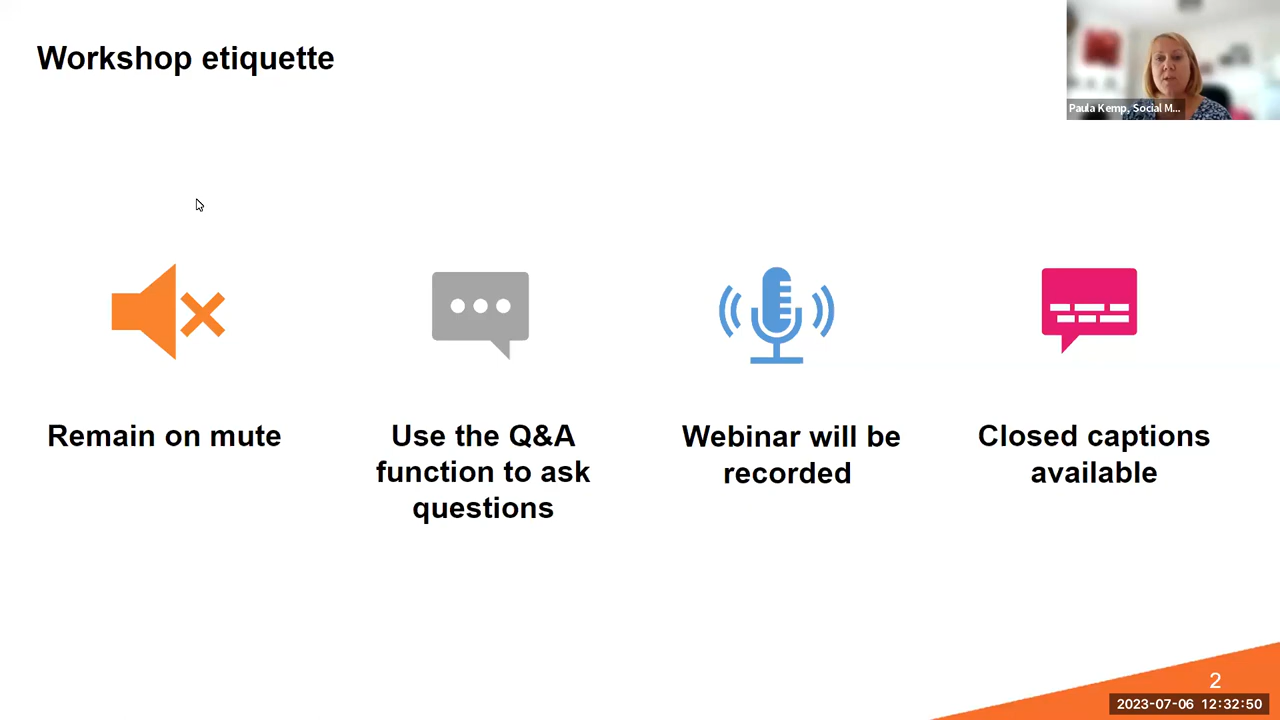 Workshop etiquette
Paula Kemp, Social M...
Remain on mute
Use the Q&A
function to ask
questions
Webinar will be
recorded
Closed captions
available
2
2023-07-06 12:32:50